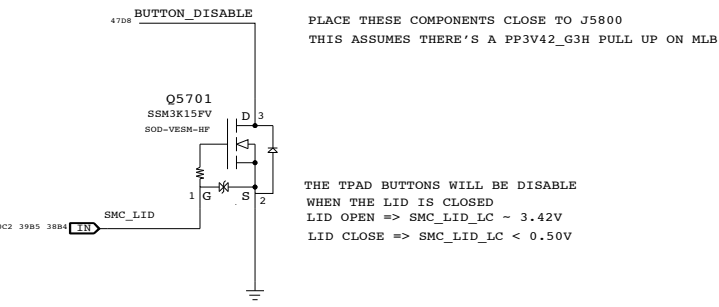 BUTTON_DISABLE
47D8
PLACE THESE COMPONENTS CLOSE TO J5800
THIS ASSUMES THERE'S A PP3V42_G3H PULL UP ON MLB
Q5701
SSM3K15FV
SOD-VESM-HF
D
3
1
G
S
2
THE TPAD BUTTONS WILL BE DISABLE
WHEN THE LID IS CLOSED
LID OPEN => SMC_LID_LC ~ 3.42V
LID CLOSE => SMC_LID_LC < 0.50V
SMC_LID
39B5 38B4 IN